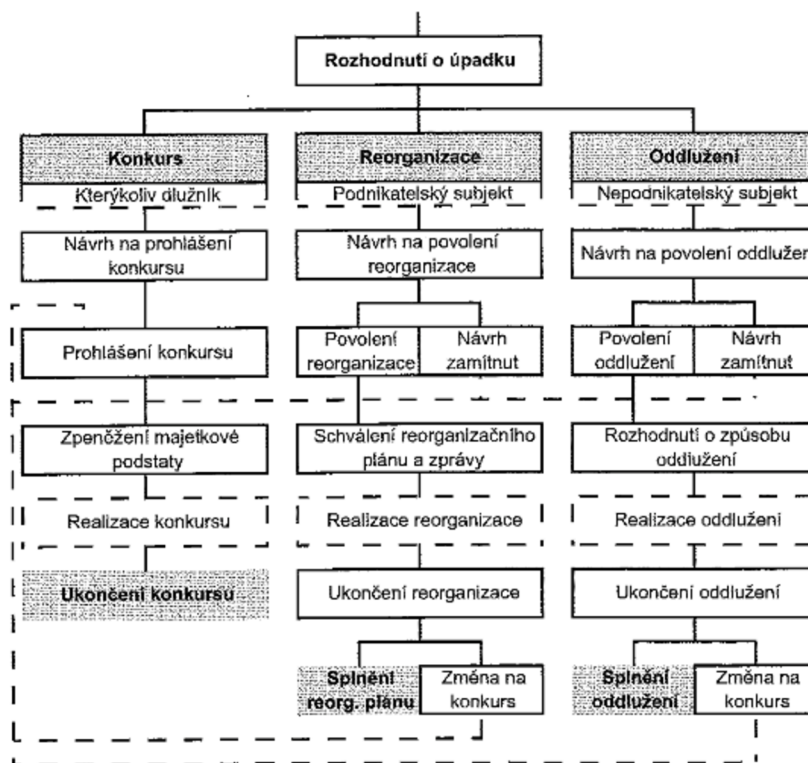 Rozhodnutí o úpadku
Konkurs
Kterýkoliv dlužník
Reorganizace
Podnikatelský subjekt
Oddlužení
Nepodnikatelský subjekt
Návrh na prohlášení
konkursu
Návrh na povolení
reorganizace
Návrh na povolení oddlužení
Prohlášení konkursu
Povolení
reorganizace
Návrh
zamítnut
Povolení
oddlužení
Návrh
zamítnut
Zpenčžení majetkové
podstaty
Schválení reorganizačního
plánu a zprávy
Rozhodnutí o způsobu
oddlužení
Realizace konkursu
Realizace reorganizace
Realizace oddlužení
Ukončení konkursu
Ukončení reorganizace
Ukončení oddlužení
Splnění
reorg. plánu
Změna na
konkurs
Splnění
oddlužení
Změna na
konkurs